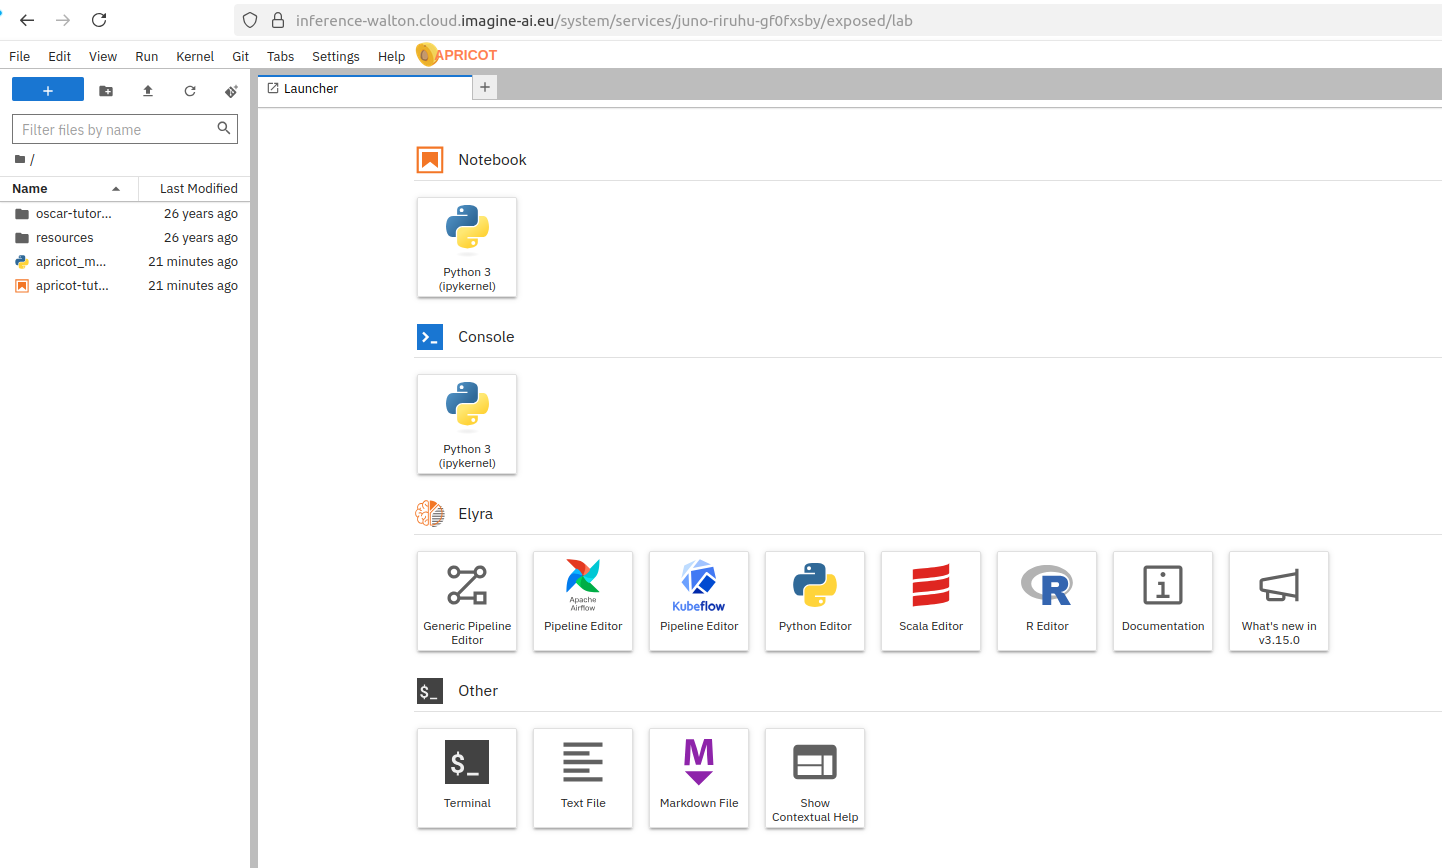 inference-walton.cloud.imagine-ai.eu/system/services/juno-riruhu-gf0fxsby/exposed/lab
File Edit View Run Kernel Git Tabs Settings Help APRICOT
Launcher
Filter files by name
/
Name Last Modified
oscar-tutor... 26 years ago
resources 26 years ago
apricot_m... 21 minutes ago
apricot-tut... 21 minutes ago
Notebook
Python 3
(ipykernel)
Console
Python 3
(ipykernel)
Elyra
Generic Pipeline
Editor
Apache
Airflow
Pipeline Editor
Kubeflow
Pipeline Editor
Python Editor
Scala Editor
R
R Editor
i
Documentation
What's new in
v3.15.0
$_
Other
$_
Terminal
Text File
M
Markdown File
Show
Contextual Help